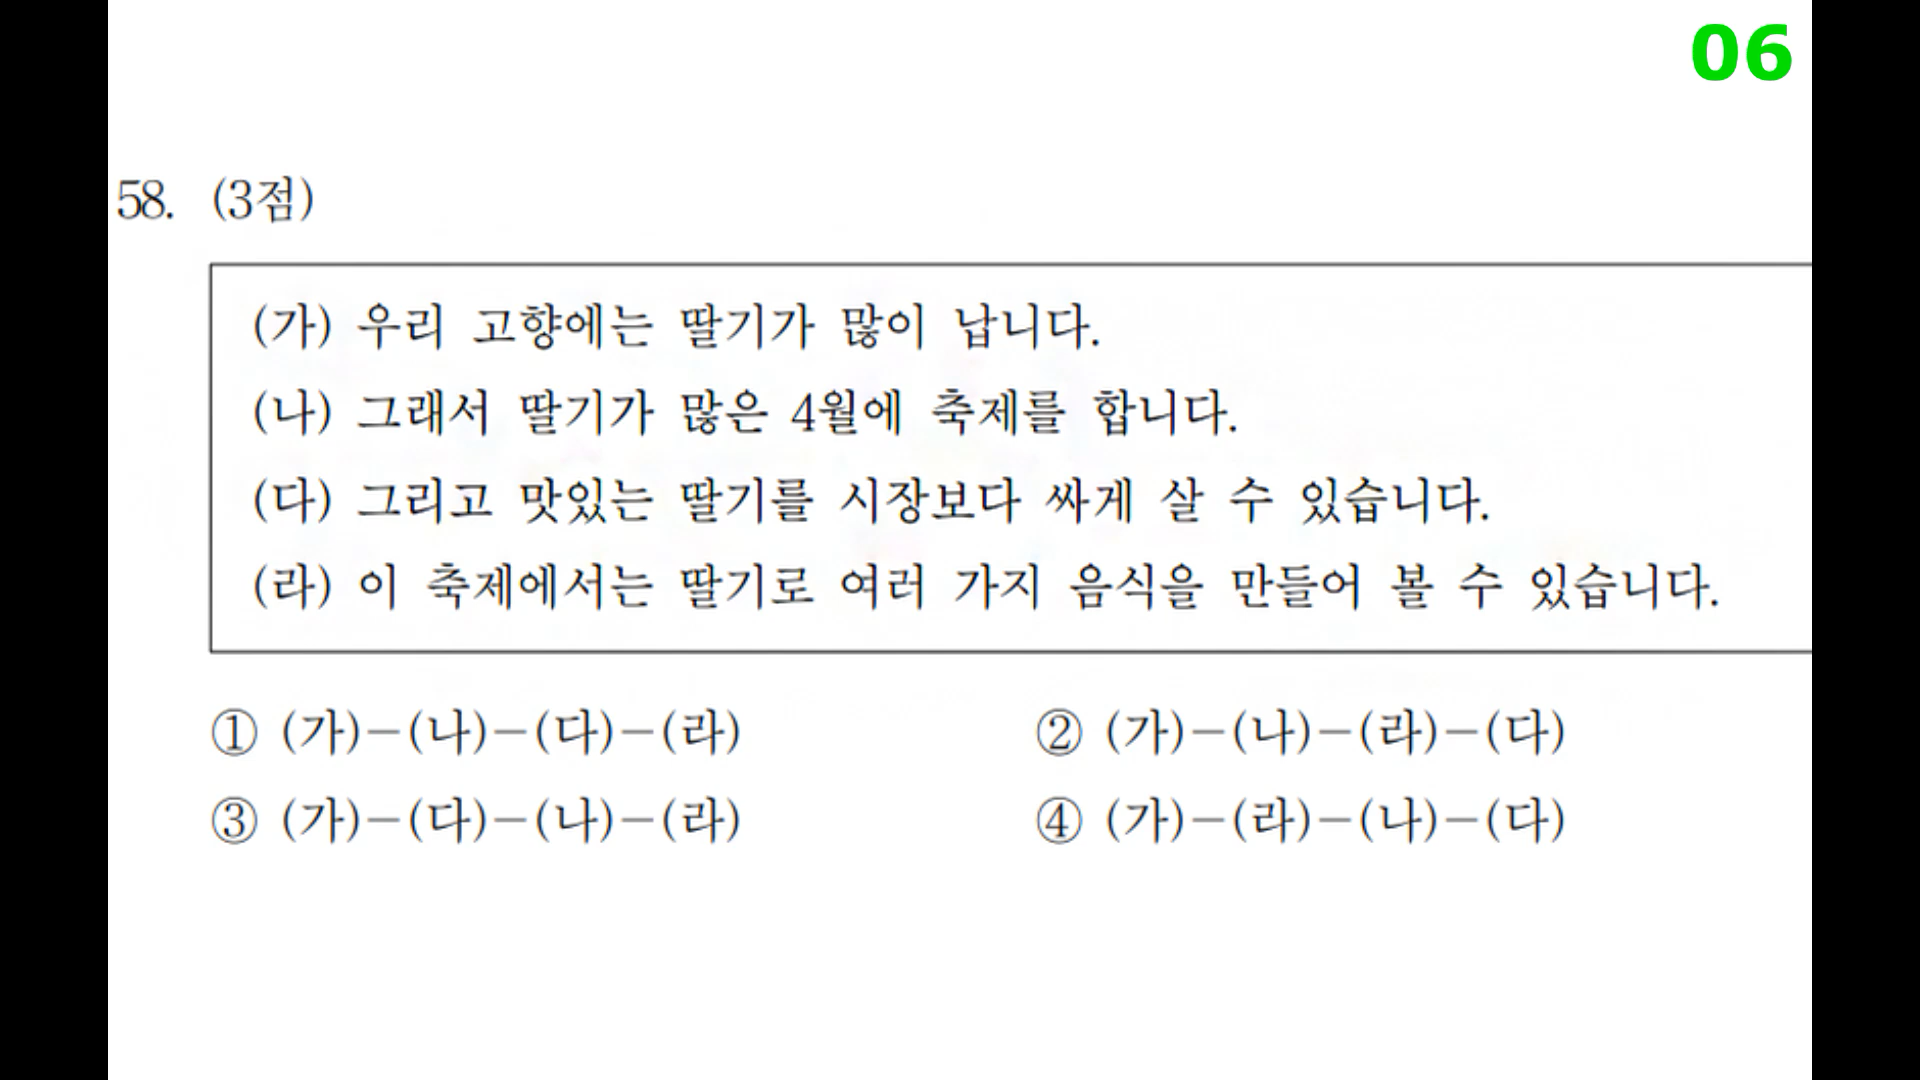 06
58. (3점)
(가) 우리 고향에는 딸기가 많이 납니다.
(나) 그래서 딸기가 많은 4월에 축제를 합니다.
(다) 그리고 맛있는 딸기를 시장보다 싸게 살 수 있습니다.
(라) 이 축제에서는 딸기로 여러 가지 음식을 만들어 볼 수 있습니다.
① (가)-(나)-(다)-(라) ② (가)-(나)-(라)-(다)
③ (가)-(다)-(나)-(라) ④ (가)-(라)-(나)-(다)